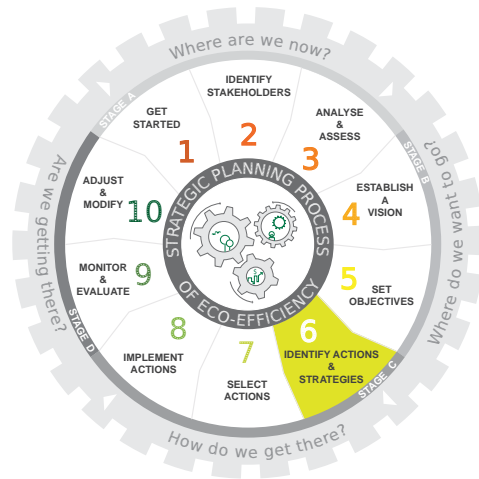 Where are we now?
STAGE A
GET
STARTED
1
IDENTIFY
STAKEHOLDERS
2
ANALYSE
&
ASSESS
3
Where do we want to go?
STAGE B
ESTABLISH
A
VISION
4
SET
OBJECTIVES
5
How do we get there?
STAGE C
6
IDENTIFY ACTIONS
&
STRATEGIES
7
SELECT
ACTIONS
Are we getting there?
STAGE D
8
IMPLEMENT
ACTIONS
MONITOR
&
EVALUATE
9
ADJUST
&
MODIFY
10
STRATEGIC PLANNING PROCESS
OF ECO-EFFICIENCY
$